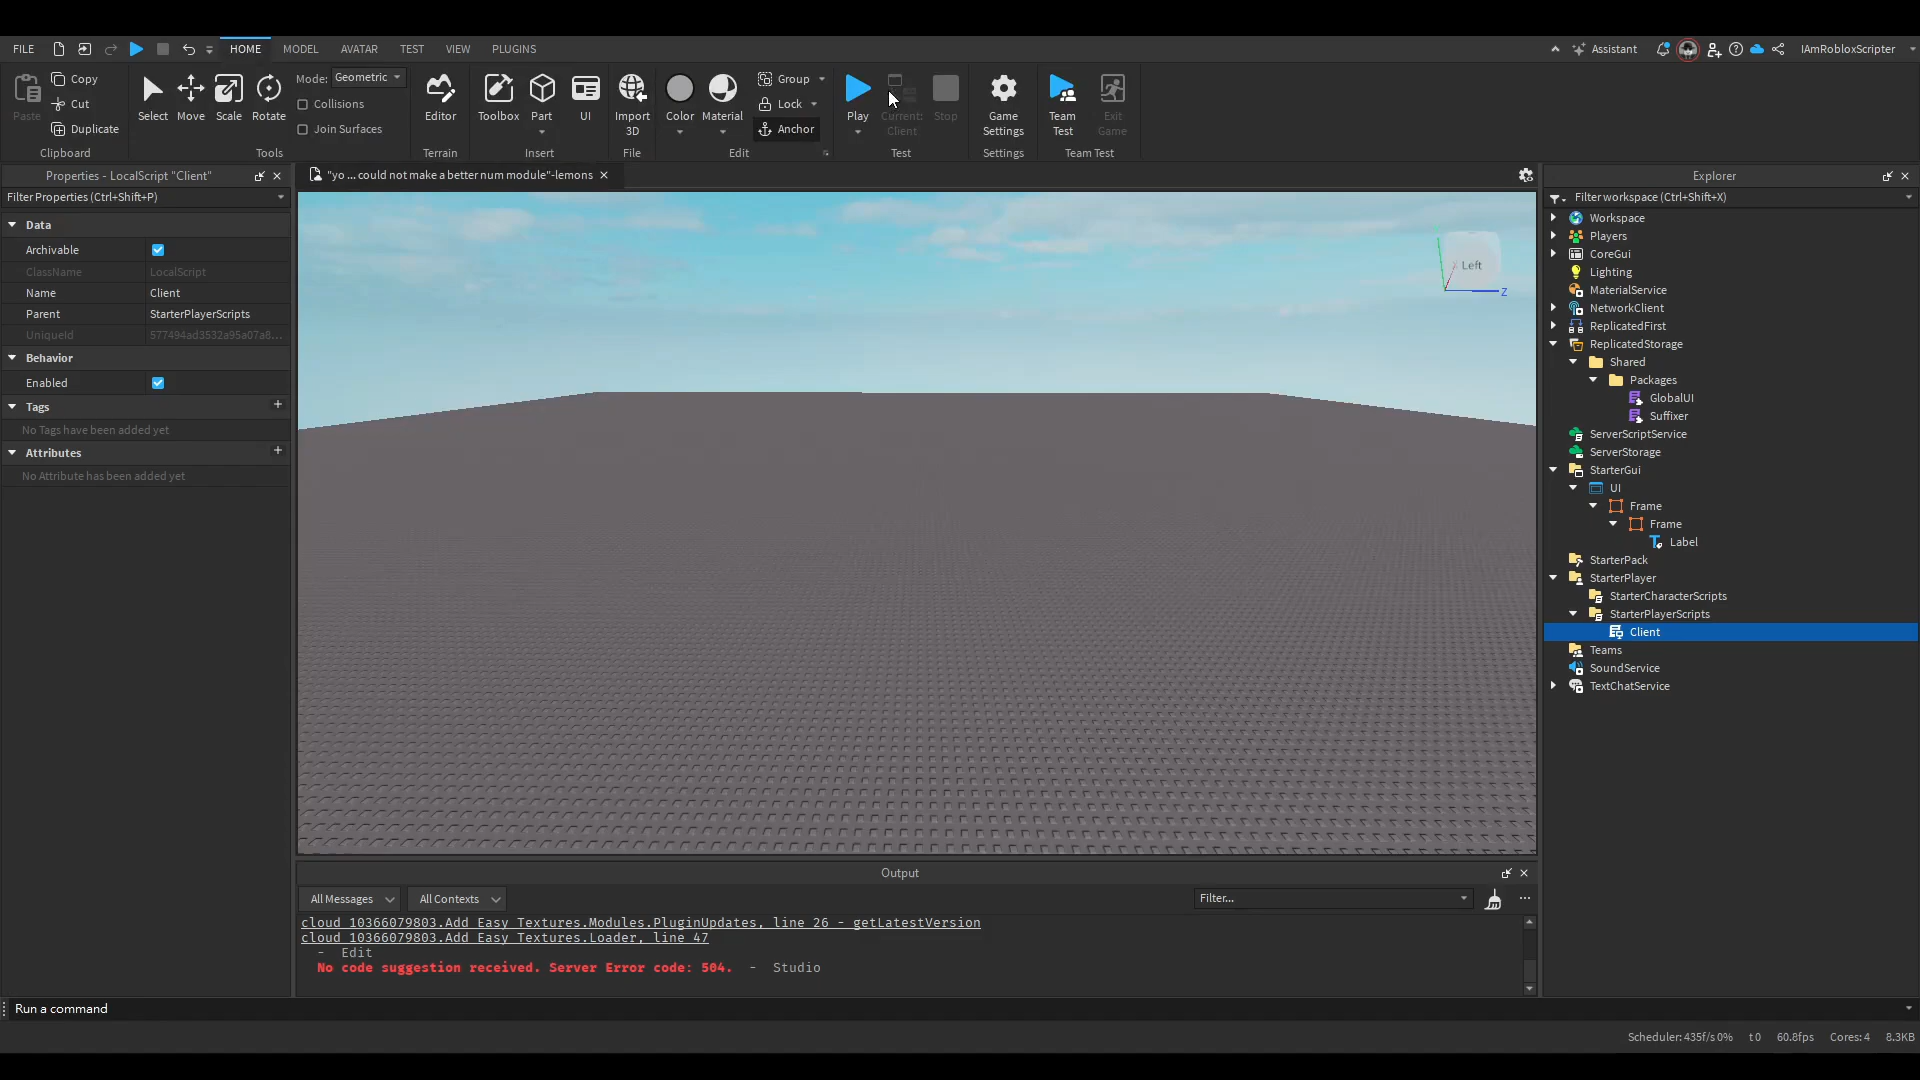 FILE
HOME
MODEL
AVATAR
TEST
VIEW
PLUGINS
Assistant
IAmRobloxScripter
Paste
Copy
Cut
Duplicate
Clipboard
Select
Move
Scale
Rotate
Mode: Geometric
Collisions
Join Surfaces
Tools
Editor
Terrain
Toolbox
Part
UI
Insert
Import
3D
File
Color
Material
Group
Lock
Anchor
Edit
Play
Current:
Client
Stop
Test
Game
Settings
Settings
Team
Test
Exit
Game
Team Test
Properties - LocalScript "Client"
Filter Properties (Ctrl+Shift+P)
Data
Archivable
ClassName LocalScript
Name Client
Parent StarterPlayerScripts
UniqueId 577494ad3532a95a07a8...
Behavior
Enabled
Tags
No Tags have been added yet
Attributes
No Attribute has been added yet
"yo ... could not make a better num module"-lemons
Left
Z
Output
All Messages
All Contexts
Filter...
cloud_10366079803.Add Easy Textures.Modules.PluginUpdates, line 26 - getLatestVersion
cloud_10366079803.Add Easy Textures.Loader, line 47
- Edit
No code suggestion received. Server Error code: 504. - Studio
Explorer
Filter workspace (Ctrl+Shift+X)
Workspace
Players
CoreGui
Lighting
MaterialService
NetworkClient
ReplicatedFirst
ReplicatedStorage
Shared
Packages
GlobalUI
Suffixer
ServerScriptService
ServerStorage
StarterGui
UI
Frame
Frame
Label
StarterPack
StarterPlayer
StarterCharacterScripts
StarterPlayerScripts
Client
Teams
SoundService
TextChatService
Run a command
Scheduler: 435f/s 0% t 0 60.8fps Cores: 4 8.3KB